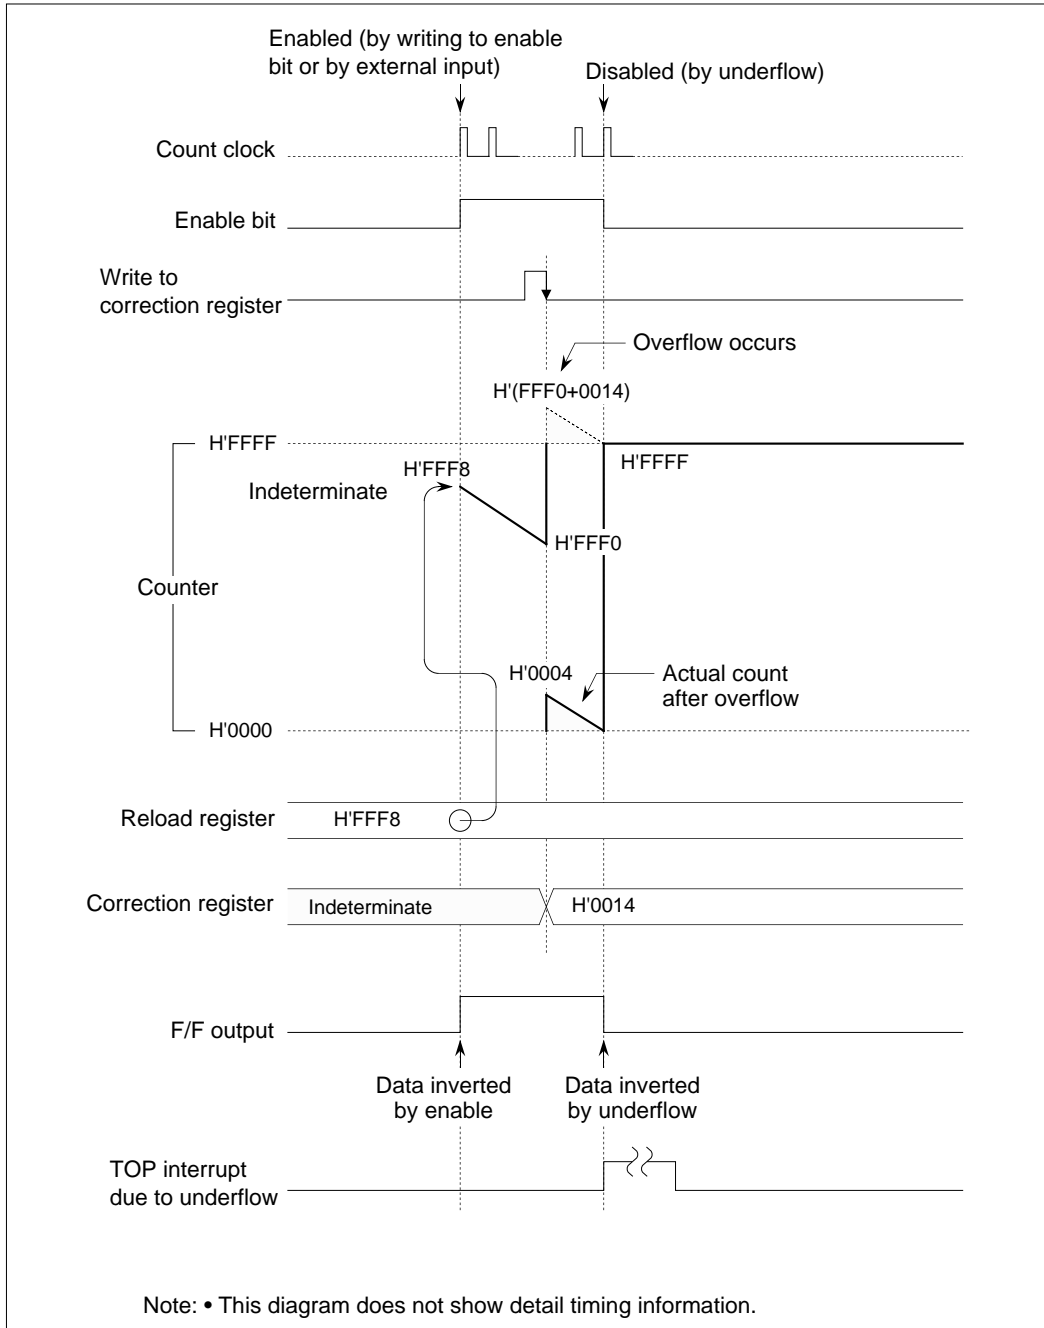 Enabled (by writing to enable
bit or by external input)
Disabled (by underflow)
Count clock
Enable bit
Write to
correction register
Overflow occurs
H'(FFF0+0014)
H'FFFF
H'FFFF
H'FFF8
Indeterminate
H'FFF0
Counter
H'0004
Actual count
after overflow
H'0000
Reload register
H'FFF8
Correction register
Indeterminate
H'0014
F/F output
Data inverted
by enable
Data inverted
by underflow
TOP interrupt
due to underflow
Note: • This diagram does not show detail timing information.